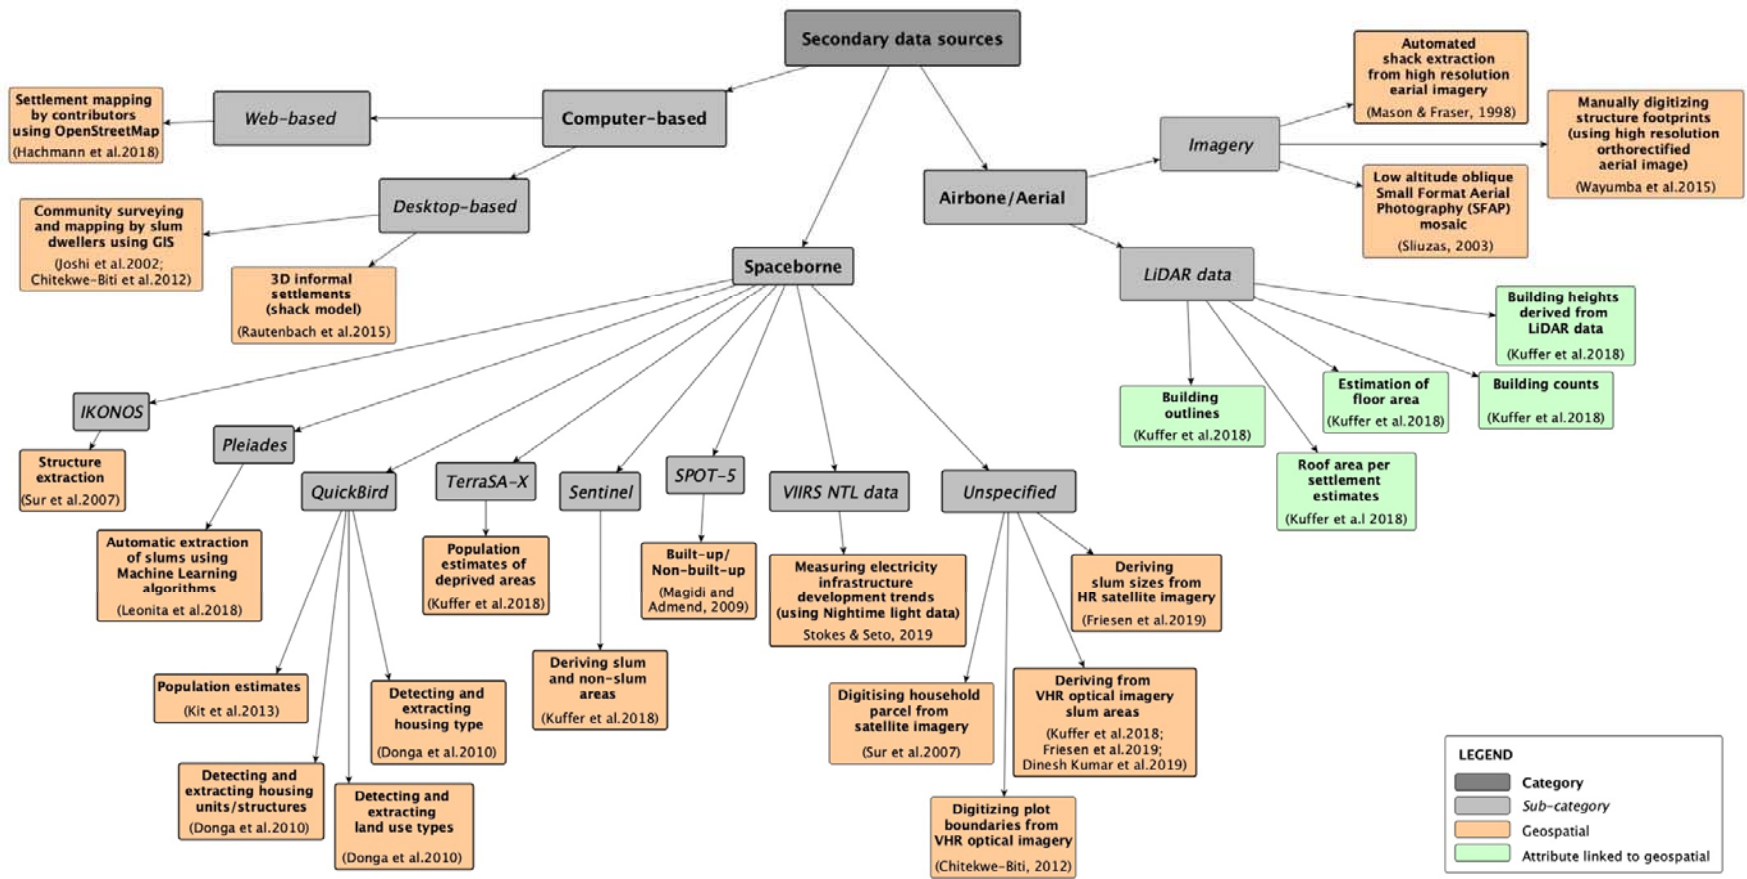 Secondary data sources
Computer-based
Web-based
Settlement mapping
by contributors
using OpenStreetMap
(Hachmann et al.2018)
Desktop-based
Community surveying
and mapping by slum
dwellers using GIS
(Joshi et al.2002;
Chitekwe-Biti et al.2012)
3D informal
settlements
(shack model)
(Rautenbach et al.2015)
Airbone/Aerial
Imagery
Automated
shack extraction
from high resolution
earial imagery
(Mason & Fraser, 1998)
Manually digitizing
structure footprints
(using high resolution
orthorectified
aerial image)
(Wayumba et al.2015)
Low altitude oblique
Small Format Aerial
Photography (SFAP)
mosaic
(Sliuzas, 2003)
LiDAR data
Building heights
derived from
LiDAR data
(Kuffer et al.2018)
Building counts
(Kuffer et al.2018)
Estimation of
floor area
(Kuffer et al.2018)
Building
outlines
(Kuffer et al.2018)
Roof area per
settlement
estimates
(Kuffer et a.l 2018)
Spaceborne
IKONOS
Structure
extraction
(Sur et al.2007)
Pleiades
Automatic extraction
of slums using
Machine Learning
algorithms
(Leonita et al.2018)
QuickBird
Population estimates
(Kit et al.2013)
Detecting and
extracting housing
units/structures
(Donga et al.2010)
Detecting and
extracting
land use types
(Donga et al.2010)
Detecting and
extracting
housing type
(Donga et al.2010)
TerraSA-X
Population
estimates of
deprived areas
(Kuffer et al.2018)
Sentinel
Deriving slum
and non-slum
areas
(Kuffer et al.2018)
SPOT-5
Built-up/
Non-built-up
(Magidi and
Admend, 2009)
VIIRS NTL data
Measuring electricity
infrastructure
development trends
(using Nightime light data)
Stokes & Seto, 2019
Unspecified
Digitising household
parcel from
satellite imagery
(Sur et al.2007)
Digitizing plot
boundaries from
VHR optical imagery
(Chitekwe-Biti, 2012)
Deriving from
VHR optical imagery
slum areas
(Kuffer et al.2018;
Friesen et al.2019;
Dinesh Kumar et al.2019)
Deriving
slum sizes from
HR satellite imagery
(Friesen et al.2019)
LEGEND
Category
Sub-category
Geospatial
Attribute linked to geospatial